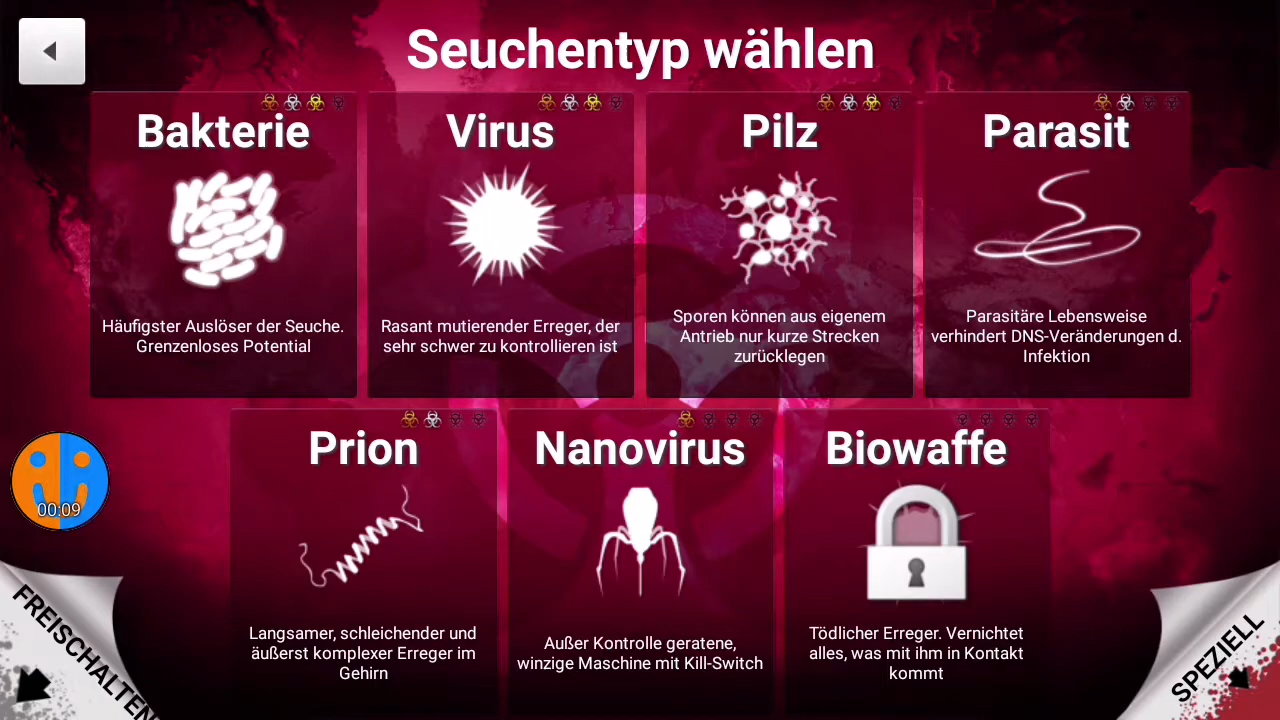 Seuchentyp wählen
Bakterie
Häufigster Auslöser der Seuche.
Grenzenloses Potential
Virus
Rasant mutierender Erreger, der
sehr schwer zu kontrollieren ist
Pilz
Sporen können aus eigenem
Antrieb nur kurze Strecken
zurücklegen
Parasit
Parasitäre Lebensweise
verhindert DNS-Veränderungen d.
Infektion
Prion
Langsamer, schleichender und
äußerst komplexer Erreger im
Gehirn
Nanovirus
Außer Kontrolle geratene,
winzige Maschine mit Kill-Switch
Biowaffe
Tödlicher Erreger. Vernichtet
alles, was mit ihm in Kontakt
kommt
00:09
FREISCHALTEN
SPEZIELL